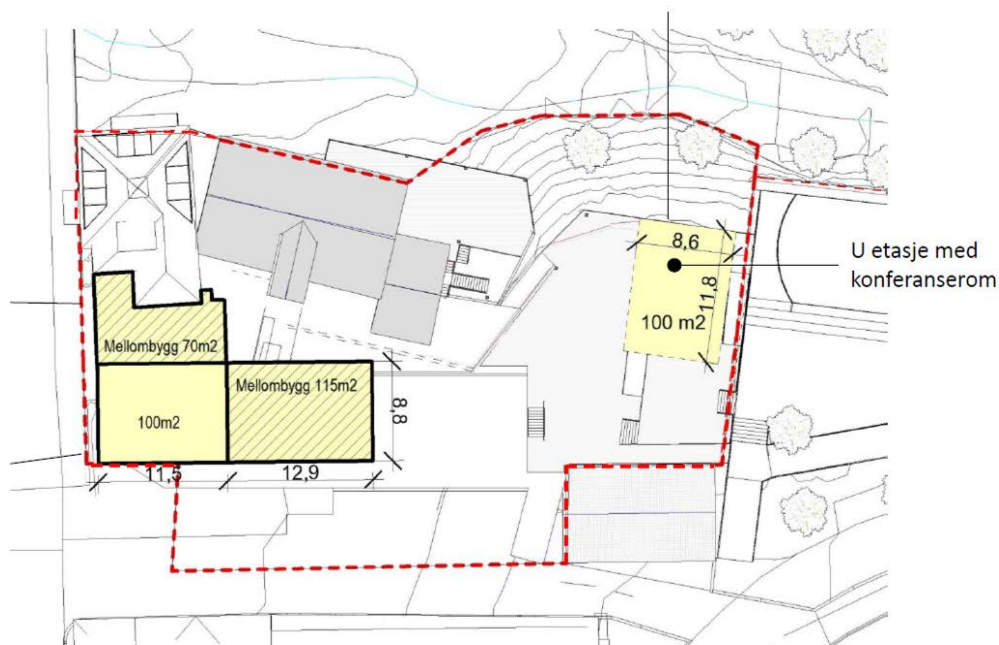 8,6
11,8
100 m2
U etasje med
konferanserom
Mellombygg 70m2
Mellombygg 115m2
100m2
8,8
11,5
12,9